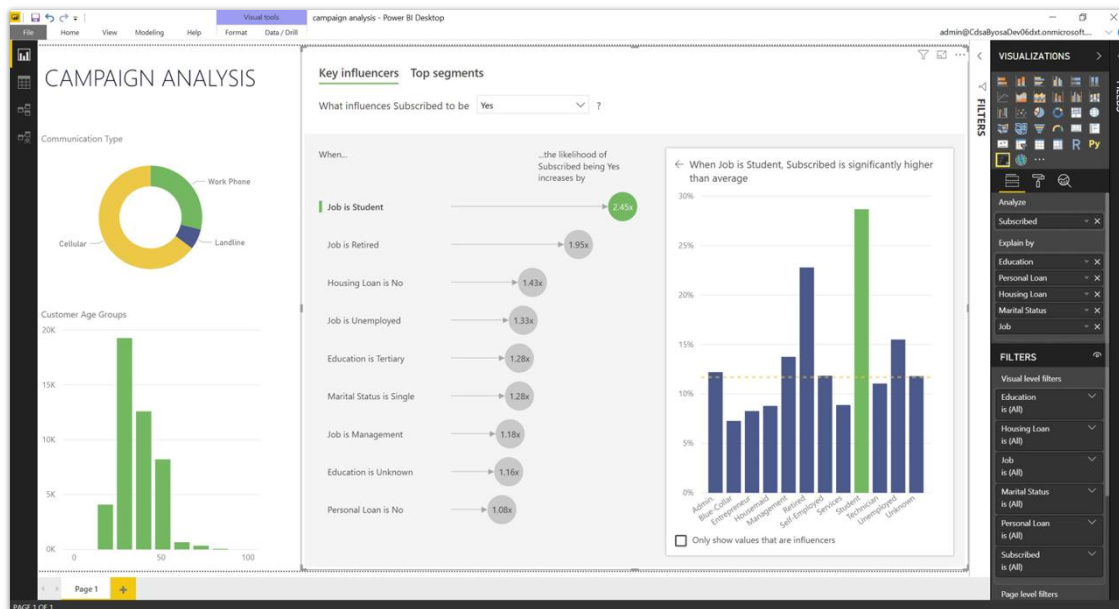 Visual tools
campaign analysis - Power BI Desktop
File Home View Modeling Help Format Data / Drill
admin@CdsaByosaDev06dxt.onmicrosoft....
CAMPAIGN ANALYSIS
Communication Type
Work Phone
Cellular
Landline
Customer Age Groups
20K
15K
10K
5K
0K
0 50 100
Key influencers Top segments
What influences Subscribed to be Yes ?
When...
...the likelihood of
Subscribed being Yes
increases by
Job is Student 2.45x
Job is Retired 1.95x
Housing Loan is No 1.43x
Job is Unemployed 1.33x
Education is Tertiary 1.28x
Marital Status is Single 1.28x
Job is Management 1.18x
Education is Unknown 1.16x
Personal Loan is No 1.08x
When Job is Student, Subscribed is significantly higher
than average
30%
25%
20%
15%
10%
5%
0%
Admin. Blue-Collar Entrepreneur Housemaid Management Retired Self-Employed Services Student Technician Unemployed Unknown
Only show values that are influencers
FILTERS
VISUALIZATIONS
R Py
Analyze
Subscribed
Explain by
Education
Personal Loan
Housing Loan
Marital Status
Job
FILTERS
Visual level filters
Education
is (All)
Housing Loan
is (All)
Job
is (All)
Marital Status
is (All)
Personal Loan
is (All)
Subscribed
is (All)
Page level filters
Page 1
PAGE 1 OF 1